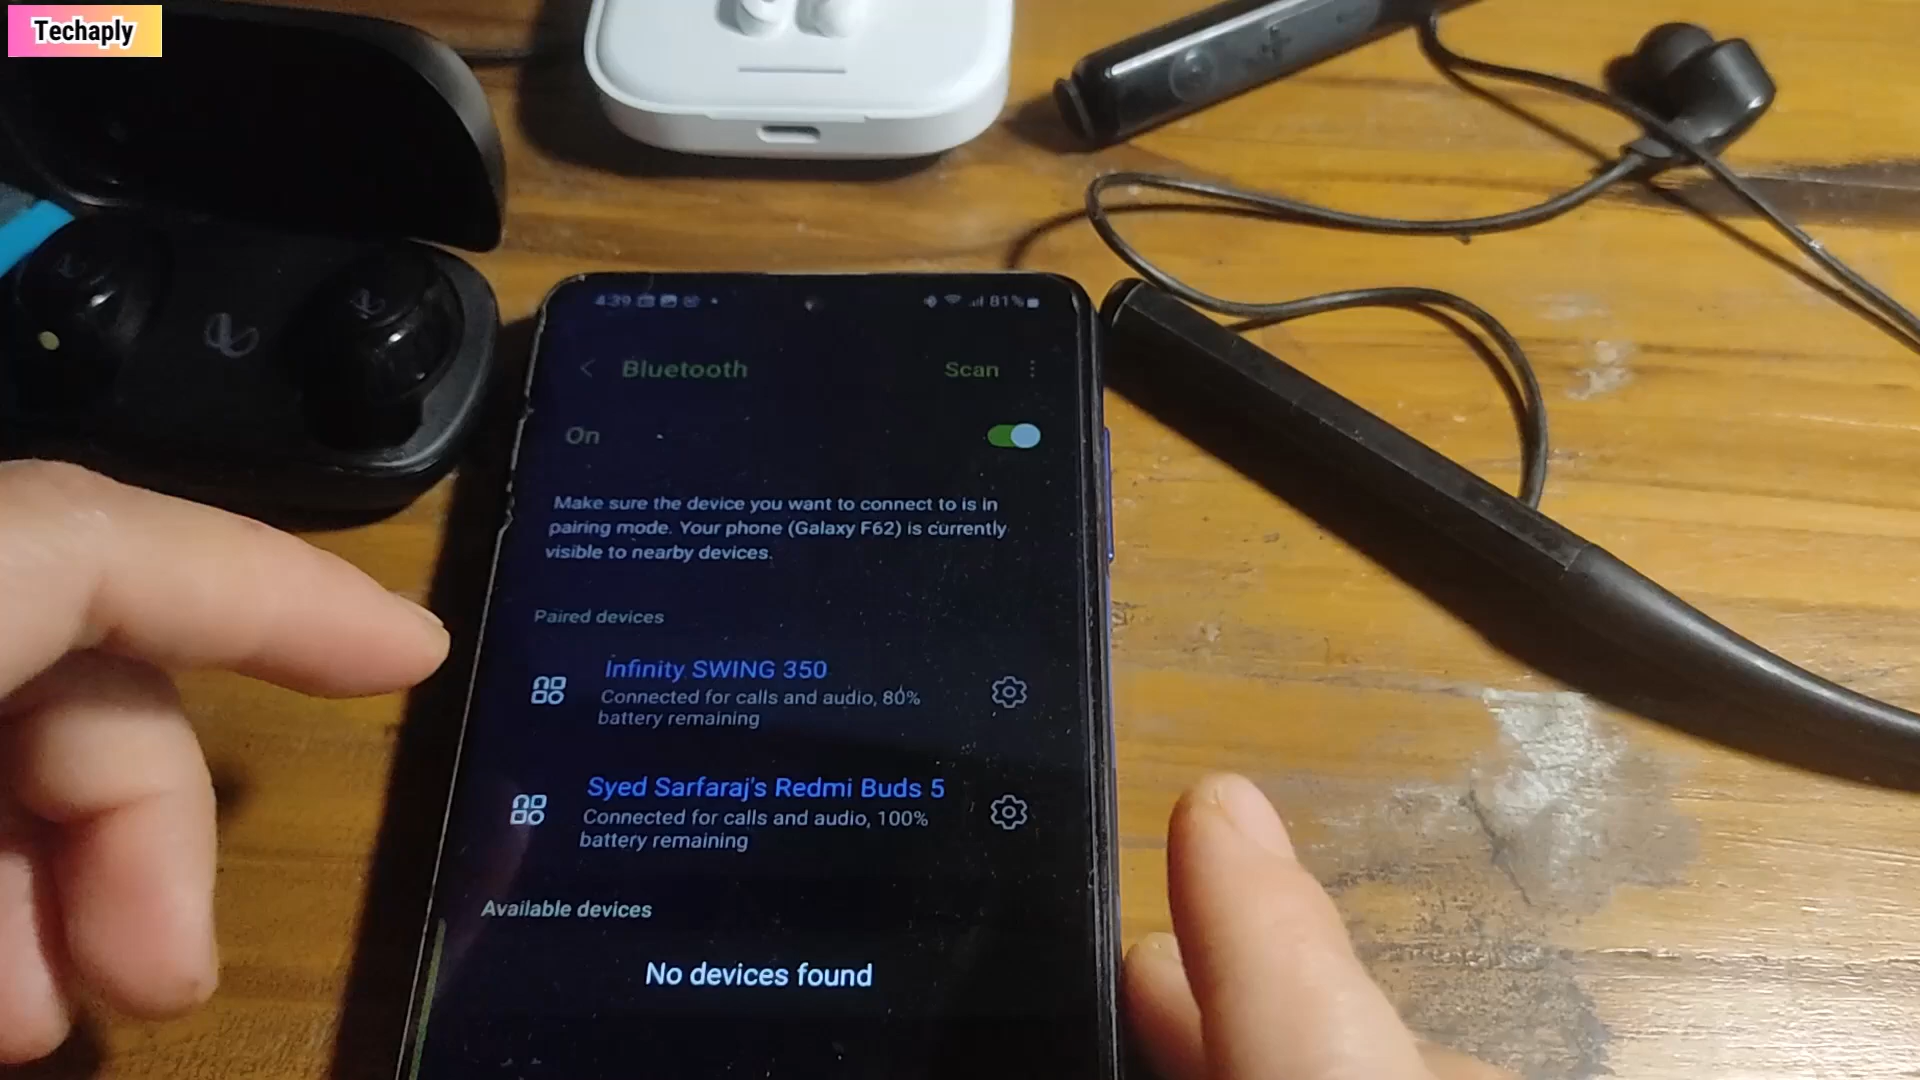 Techaply
4:39
81%
Bluetooth
Scan
On
Make sure the device you want to connect to is in
pairing mode. Your phone (Galaxy F62) is currently
visible to nearby devices.
Paired devices
Infinity SWING 350
Connected for calls and audio, 80%
battery remaining
Syed Sarfaraj's Redmi Buds 5
Connected for calls and audio, 100%
battery remaining
Available devices
No devices found